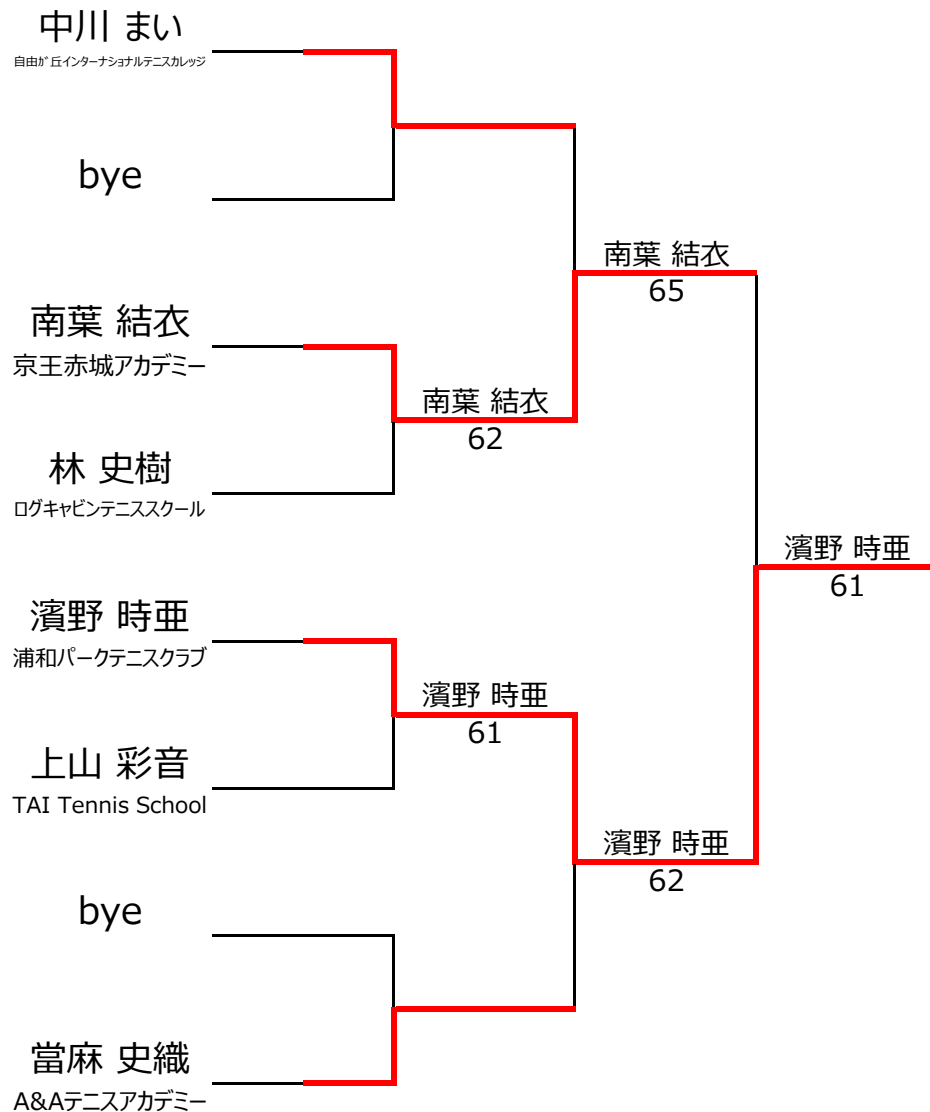 中川 まい
自由が丘インターナショナルテニスカレッジ
bye
南葉 結衣
65
南葉 結衣
京王赤城アカデミー
南葉 結衣
62
林 史樹
ログキャビンテニススクール
濱野 時亜
61
濱野 時亜
浦和パークテニスクラブ
濱野 時亜
61
上山 彩音
TAI Tennis School
濱野 時亜
62
bye
當麻 史織
A&Aテニスアカデミー